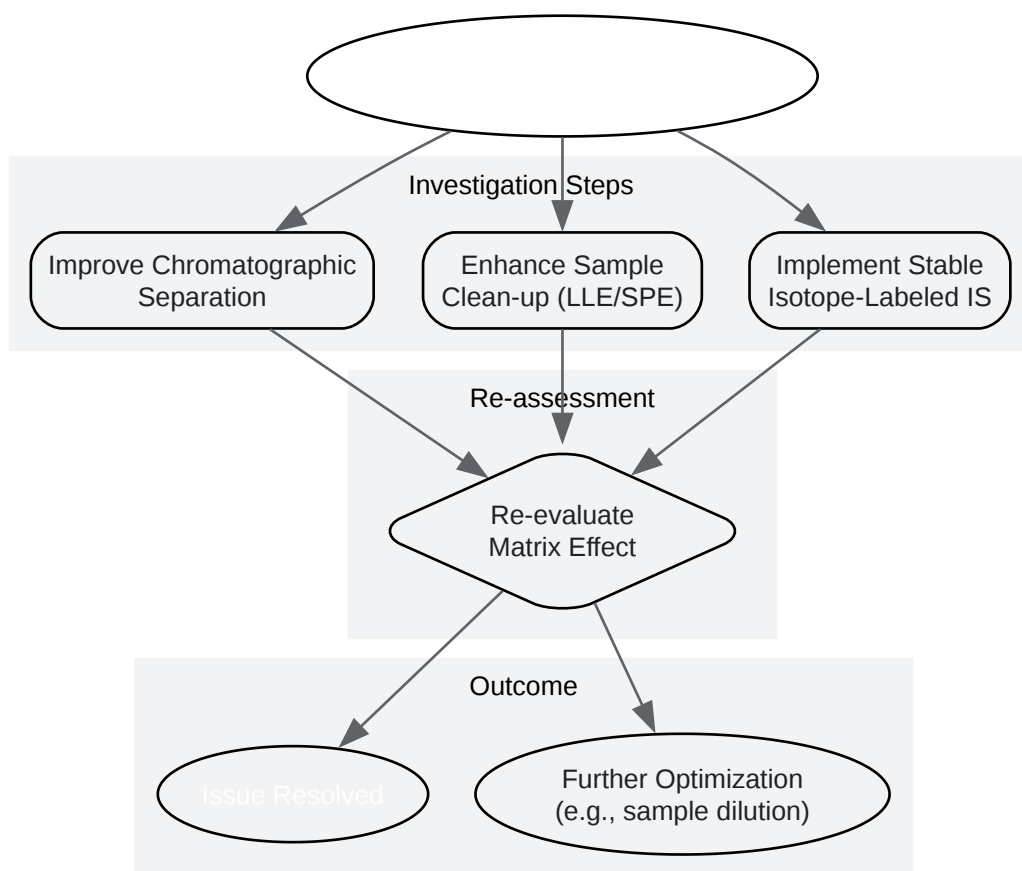 Investigation Steps
Improve Chromatographic
Separation
Enhance Sample
Clean-up (LLE/SPE)
Implement Stable
Isotope-Labeled IS
Re-assessment
Re-evaluate
Matrix Effect
Outcome
Issue Resolved
Further Optimization
(e.g., sample dilution)